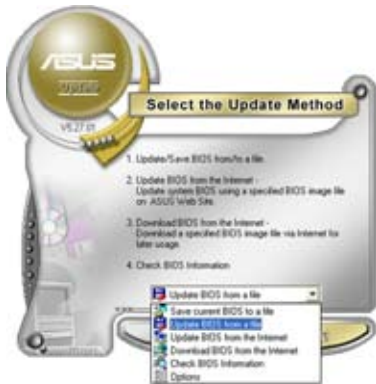 ASUS
Update
Select the Update Method
1. Update/Save BIOS from/to a file.
2. Update BIOS from the Internet -
Update system BIOS using a specified BIOS image file
on ASUS Web Site.
3. Download BIOS from the Internet -
Download a specified BIOS image file via Internet for
later usage.
4. Check BIOS Information
Update BIOS from a file
Save current BIOS to a file
Update BIOS from a file
Update BIOS from the Internet
Download BIOS from the Internet
Check BIOS Information
Options